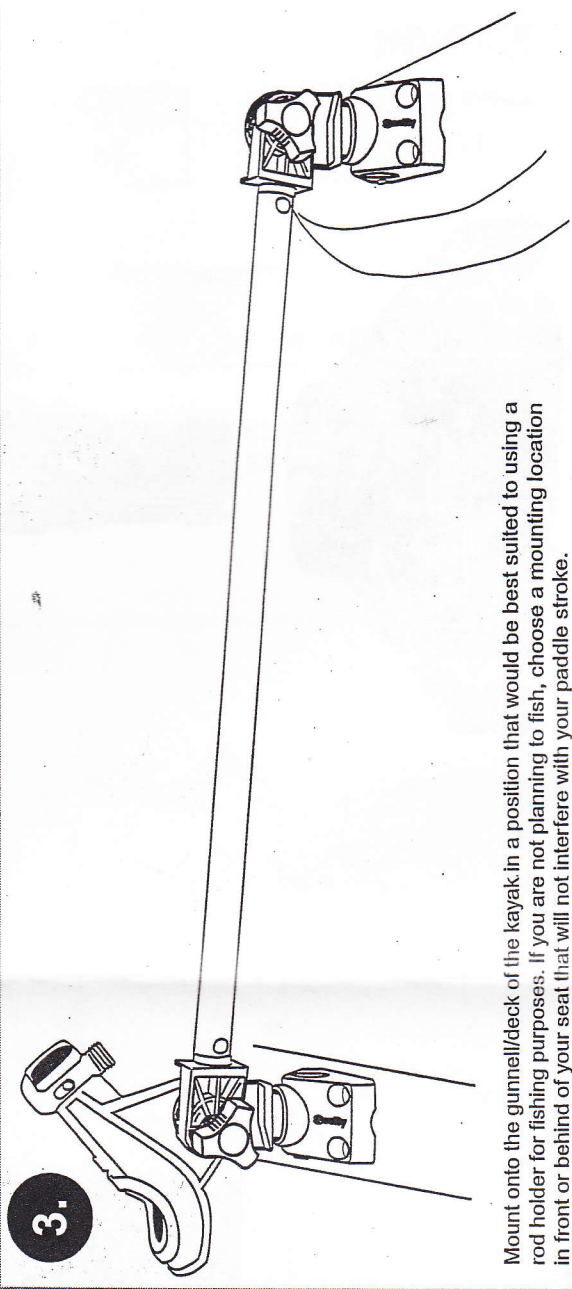 3.
Mount onto the gunnell/deck of the kayak in a position that would be best suited to using a
rod holder for fishing purposes. If you are not planning to fish, choose a mounting location
in front or behind of your seat that will not interfere with your paddle stroke.